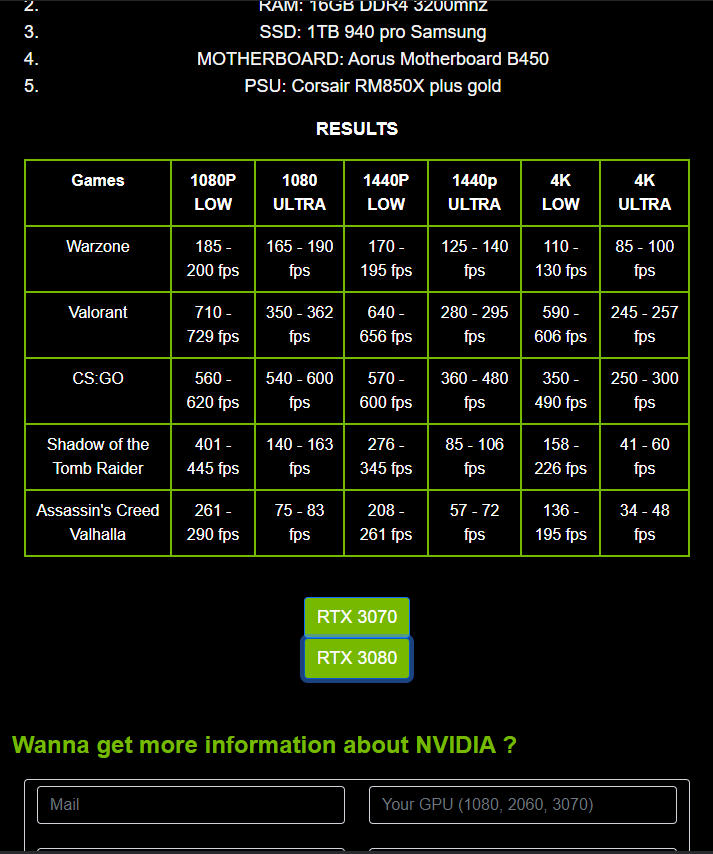 2. RAM: 16GB DDR4 3200mhz
3. SSD: 1TB 940 pro Samsung
4. MOTHERBOARD: Aorus Motherboard B450
5. PSU: Corsair RM850X plus gold
RESULTS
Games 1080P LOW 1080 ULTRA 1440P LOW 1440p ULTRA 4K LOW 4K ULTRA
Warzone 185 - 200 fps 165 - 190 fps 170 - 195 fps 125 - 140 fps 110 - 130 fps 85 - 100 fps
Valorant 710 - 729 fps 350 - 362 fps 640 - 656 fps 280 - 295 fps 590 - 606 fps 245 - 257 fps
CS:GO 560 - 620 fps 540 - 600 fps 570 - 600 fps 360 - 480 fps 350 - 490 fps 250 - 300 fps
Shadow of the Tomb Raider 401 - 445 fps 140 - 163 fps 276 - 345 fps 85 - 106 fps 158 - 226 fps 41 - 60 fps
Assassin's Creed Valhalla 261 - 290 fps 75 - 83 fps 208 - 261 fps 57 - 72 fps 136 - 195 fps 34 - 48 fps
RTX 3070
RTX 3080
Wanna get more information about NVIDIA ?
Mail Your GPU (1080, 2060, 3070)